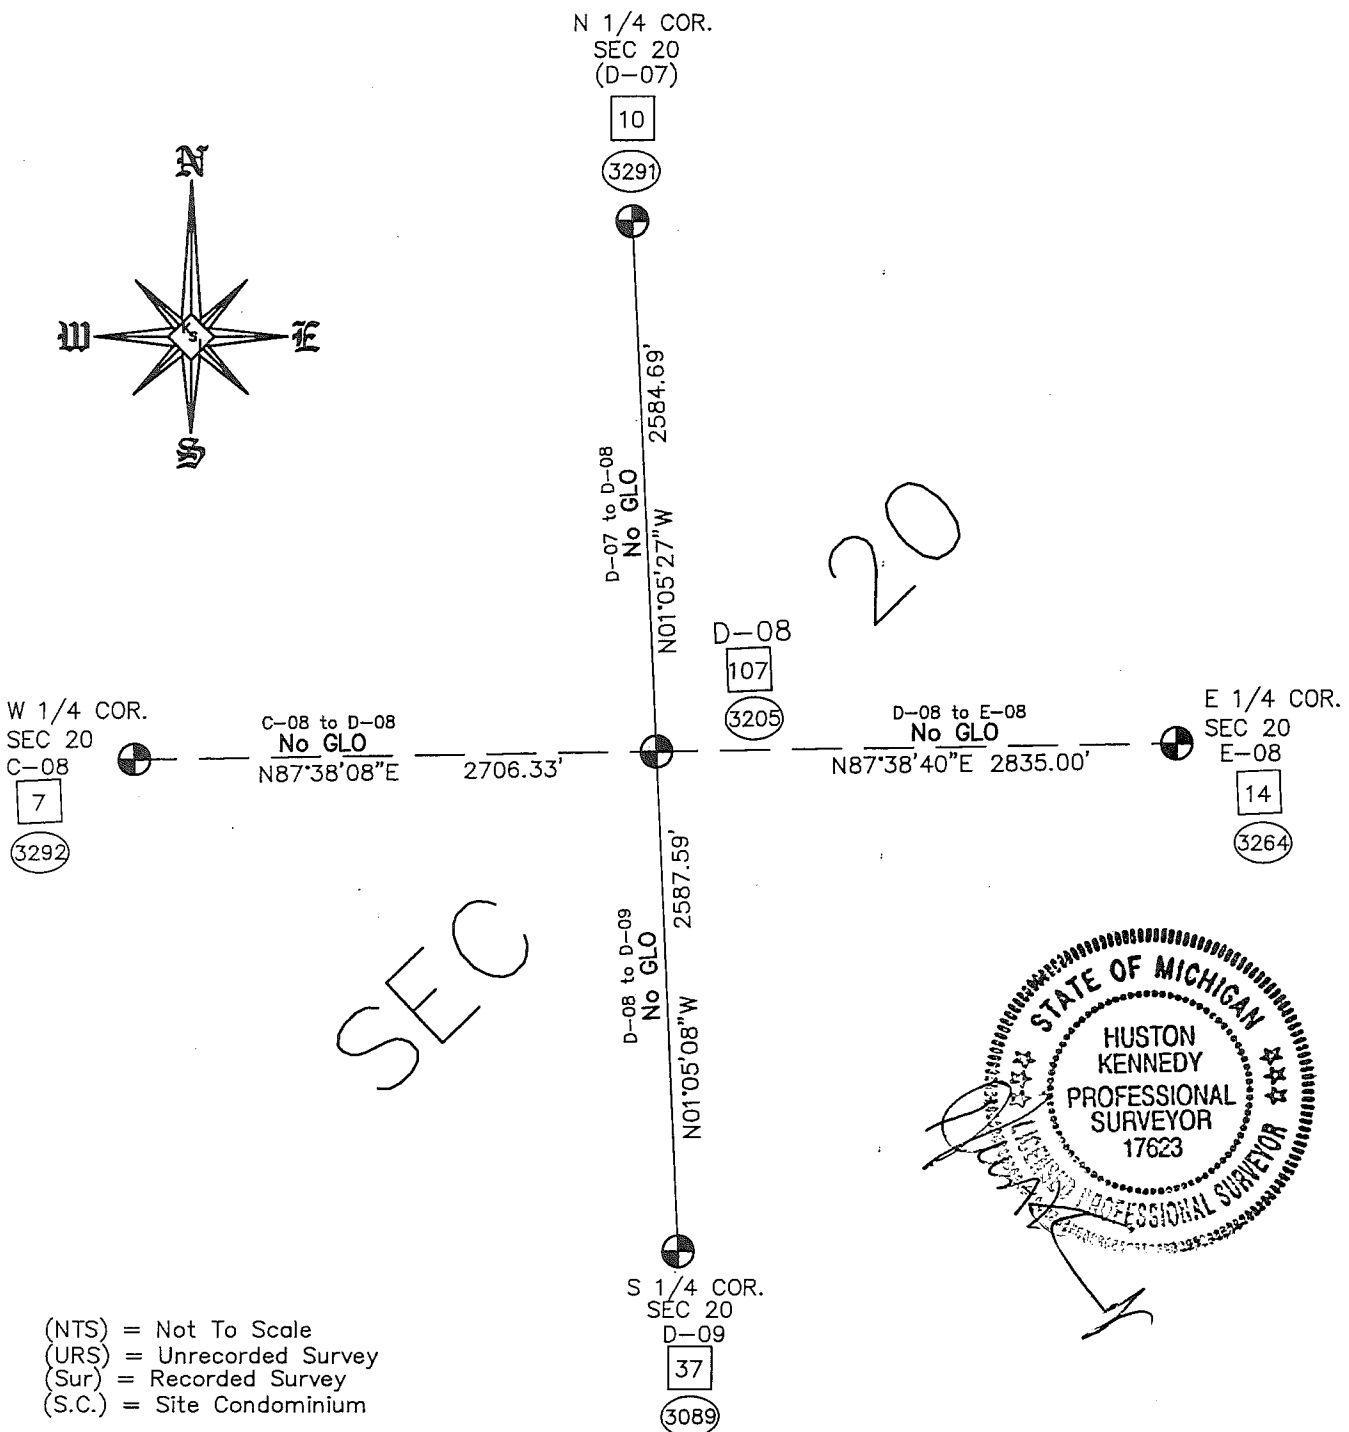 N 1/4 COR.
SEC 20
(D-07)
10
3291
N
W
E
S
K
S
I
2584.69'
D-07 to D-08
No GLO
N01°05'27"W
20
D-08
107
3205
W 1/4 COR.
SEC 20
C-08
7
3292
C-08 to D-08
No GLO
N87°38'08"E 2706.33'
D-08 to E-08
No GLO
N87°38'40"E 2835.00'
E 1/4 COR.
SEC 20
E-08
14
3264
2587.59'
D-08 to D-09
No GLO
N01°05'08"W
SEC
STATE OF MICHIGAN
HUSTON
KENNEDY
PROFESSIONAL
SURVEYOR
17623
LICENSED PROFESSIONAL SURVEYOR
S 1/4 COR.
SEC 20
D-09
37
3089
(NTS) = Not To Scale
(URS) = Unrecorded Survey
(Sur) = Recorded Survey
(S.C.) = Site Condominium